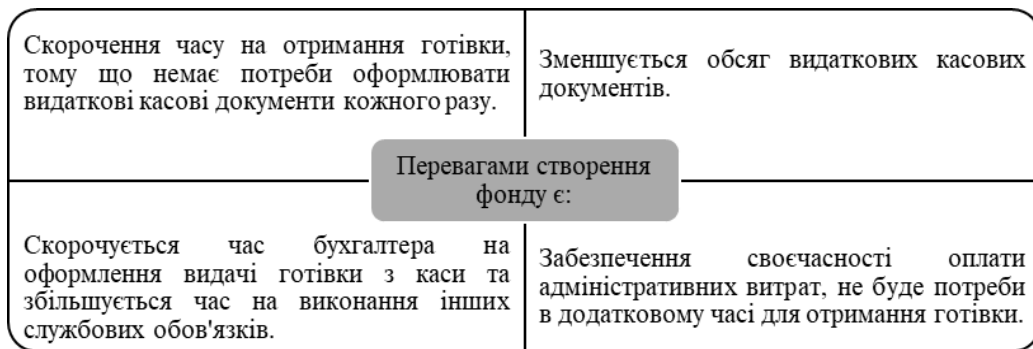 Скорочення часу на отримання готівки,
тому що немає потреби оформлювати
видаткові касові документи кожного разу.
Зменшується обсяг видаткових касових
документів.
Перевагами створення
фонду є:
Скорочується час бухгалтера на
оформлення видачі готівки з каси та
збільшується час на виконання інших
службових обов'язків.
Забезпечення своєчасності оплати
адміністративних витрат, не буде потреби
в додатковому часі для отримання готівки.